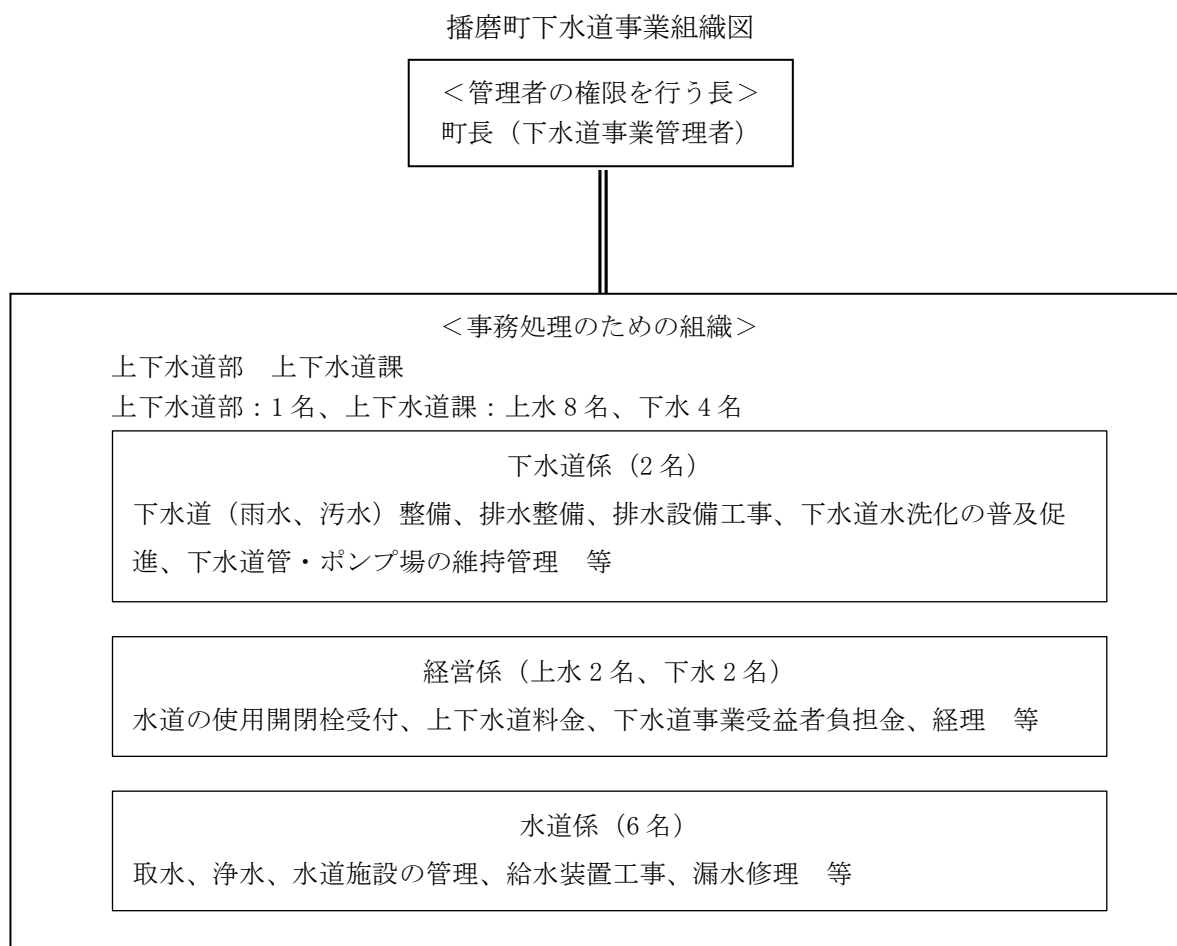 播磨町下水道事業組織図
＜管理者の権限を行う長＞
町長（下水道事業管理者）
＜事務処理のための組織＞
上下水道部　上下水道課
上下水道部：1名、上下水道課：上水8名、下水4名
下水道係（2名）
下水道（雨水、汚水）整備、排水整備、排水設備工事、下水道水洗化の普及促
進、下水道管・ポンプ場の維持管理　等
経営係（上水2名、下水2名）
水道の使用開閉栓受付、上下水道料金、下水道事業受益者負担金、経理　等
水道係（6名）
取水、浄水、水道施設の管理、給水装置工事、漏水修理　等